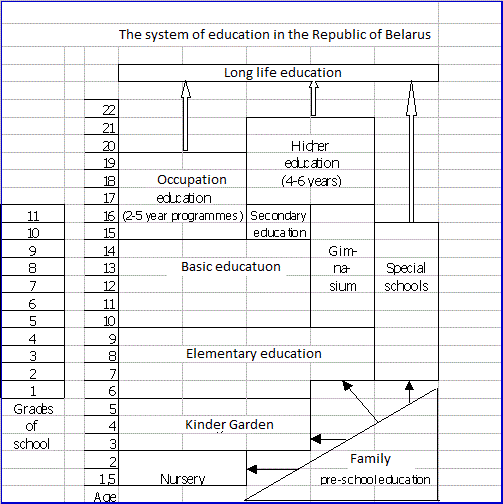 The system of education in the Republic of Belarus
Long life education
22
21
20
19
18
17
16
15
14
13
12
11
10
9
8
7
6
5
4
3
2
1,5
Age
11
10
9
8
7
6
5
4
3
2
1
Grades
of
school
Occupation
education
(2-5 year programmes)
Higher
education
(4-6 years)
Secondary
education
Basic educatuon
Gim-
na-
sium
Special
schools
Elementary education
Kinder Garden
Nursery
Family
pre-school education